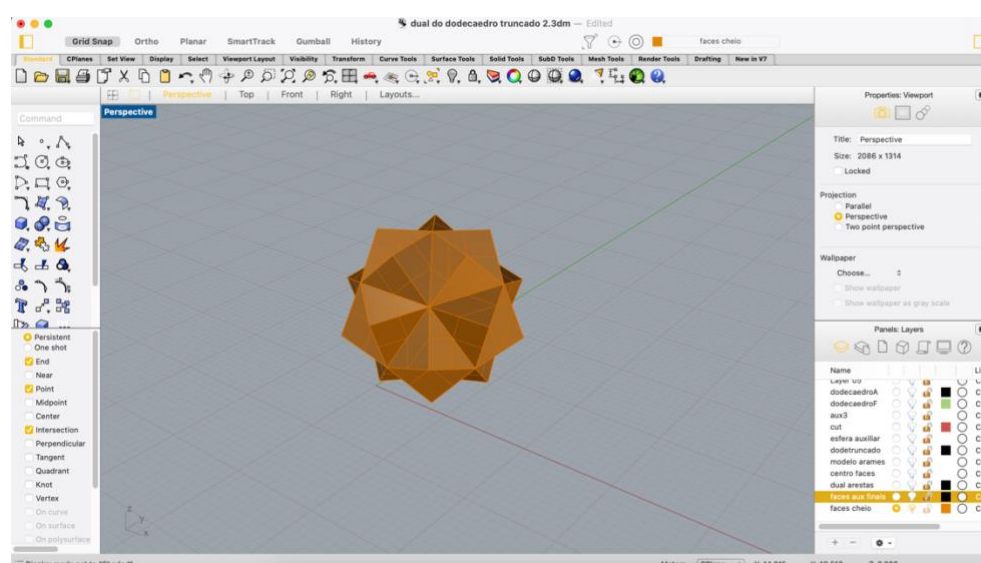 dual do dodecaedro truncado 2.3dm — Edited
Grid Snap Ortho Planar SmartTrack Gumball History faces cheio
Standard CPlanes Set View Display Select Viewport Layout Visibility Transform Curve Tools Surface Tools Solid Tools SubD Tools Mesh Tools Render Tools Drafting New in V7
Perspective | Top | Front | Right | Layouts...
Properties: Viewport
Command
Perspective
Title: Perspective
Size: 2086 x 1314
Locked
Projection
Parallel
Perspective
Two point perspective
Wallpaper
Choose...
Show wallpaper
Show wallpaper as gray scale
Persistent
One shot
End
Near
Point
Midpoint
Center
Intersection
Perpendicular
Tangent
Quadrant
Knot
Vertex
On curve
On surface
On polysurface
z
y
x
Panels: Layers
Name Li
Layer 05
dodecaedroA
dodecaedroF
aux3
cut
esfera auxiliar
dodetruncado
modelo arames
centro faces
dual arestas
faces aux finais
faces cheio